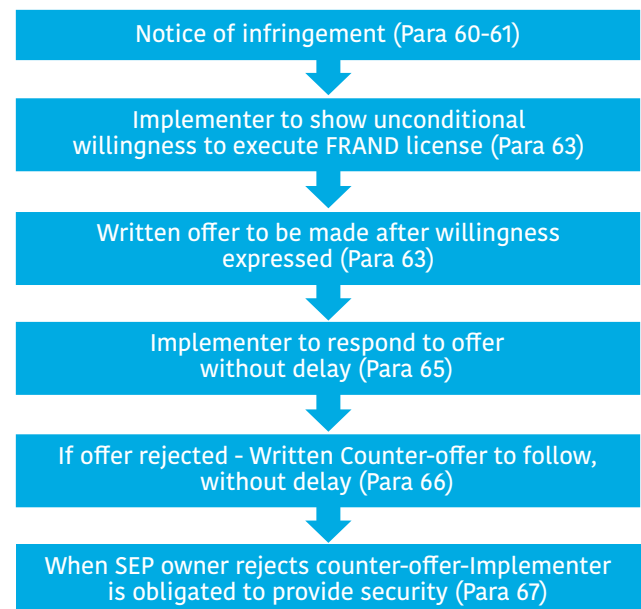 Notice of infringement (Para 60-61)
Implementer to show unconditional
willingness to execute FRAND license (Para 63)
Written offer to be made after willingness
expressed (Para 63)
Implementer to respond to offer
without delay (Para 65)
If offer rejected - Written Counter-offer to follow,
without delay (Para 66)
When SEP owner rejects counter-offer-Implementer
is obligated to provide security (Para 67)